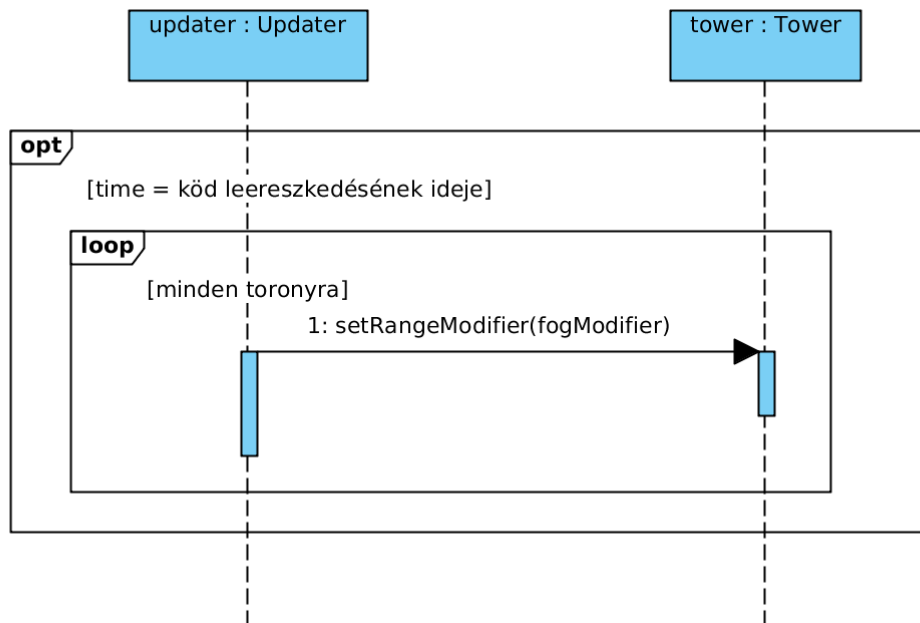 updater : Updater
tower : Tower
opt
[time = köd leereszkedésének ideje]
loop
[minden toronyra]
1: setRangeModifier(fogModifier)